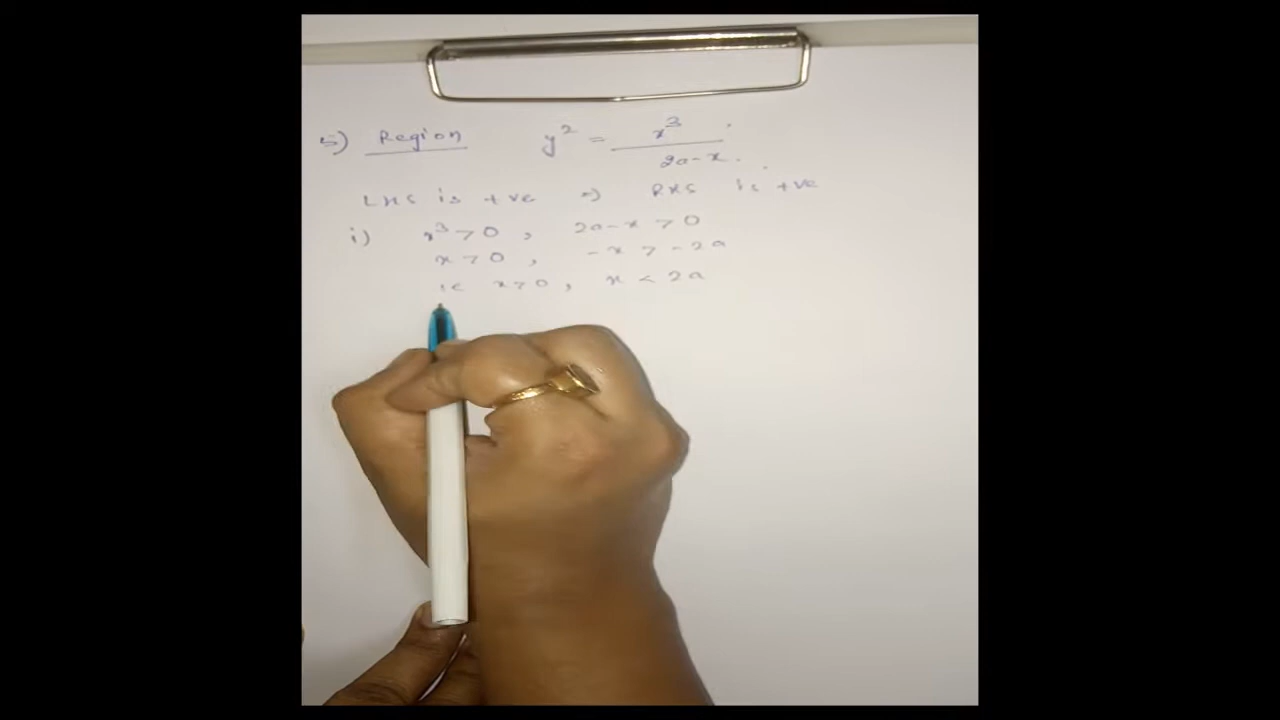 5) Region y² = x³ / 2a-x.
LHS is +ve => RHS is +ve
i) x³ > 0 , 2a-x > 0
x > 0 , -x > -2a
ie x > 0 , x < 2a